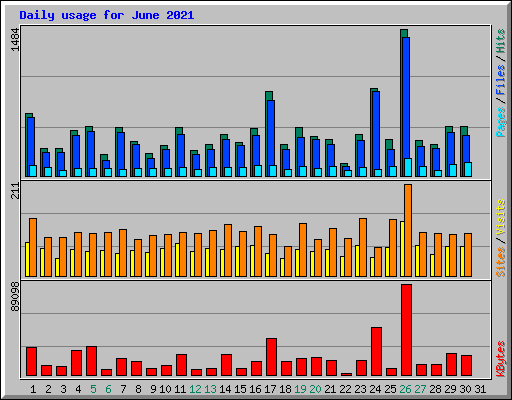 Daily usage for June 2021
1484
Pages / Files / Hits
211
Sites / Visits
89098
KBytes
1 2 3 4 5 6 7 8 9 10 11 12 13 14 15 16 17 18 19 20 21 22 23 24 25 26 27 28 29 30 31